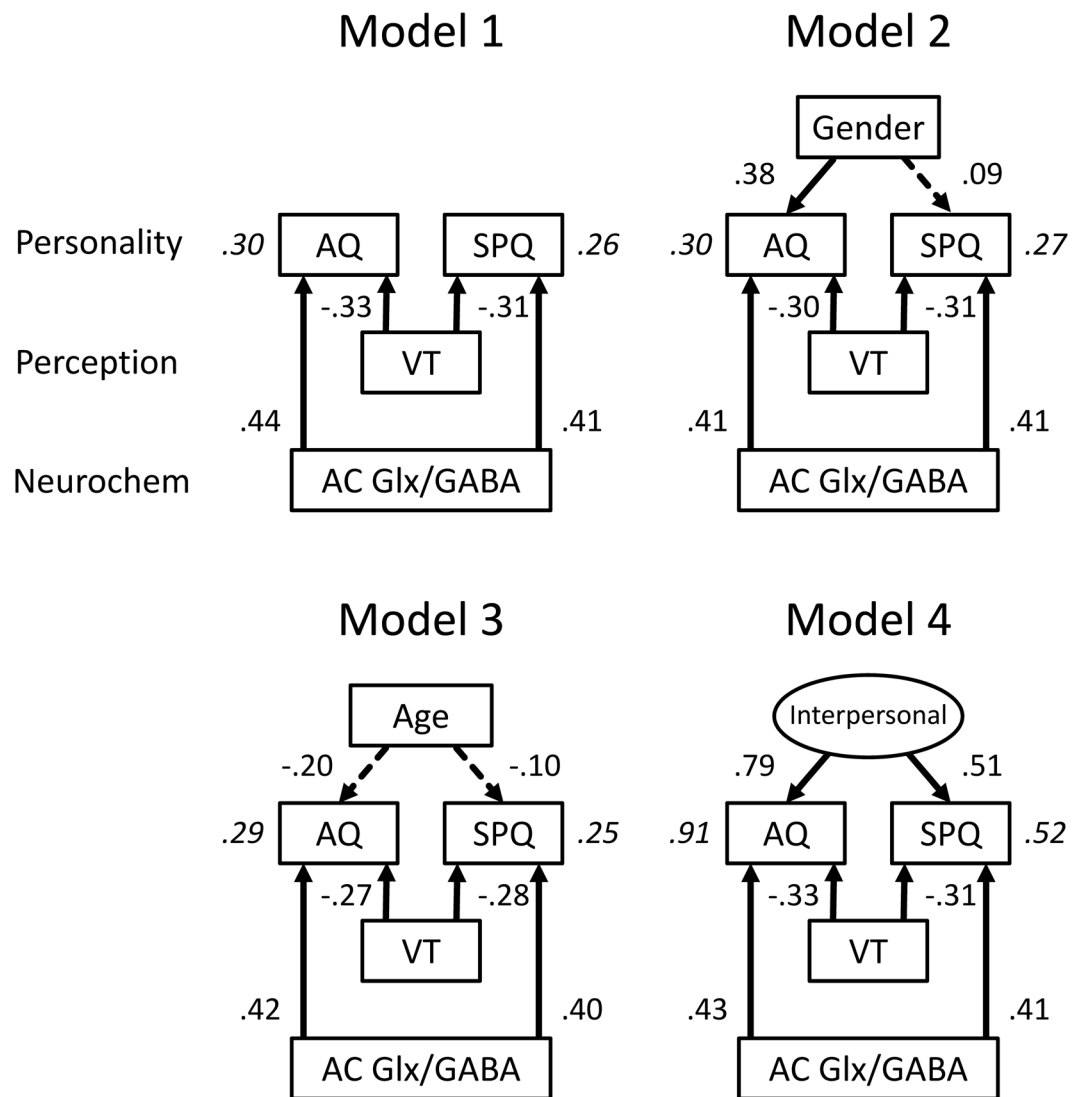 Model 1
Model 2
Gender
.38 .09
Personality .30 AQ SPQ .26
.30 AQ SPQ .27
-.33 -.31
-.30 -.31
Perception VT
VT
.44 .41
.41 .41
Neurochem AC Glx/GABA
AC Glx/GABA
Model 3
Model 4
Age
Interpersonal
-.20 -.10
.79 .51
.29 AQ SPQ .25
.91 AQ SPQ .52
-.27 -.28
-.33 -.31
VT
VT
.42 .40
.43 .41
AC Glx/GABA
AC Glx/GABA